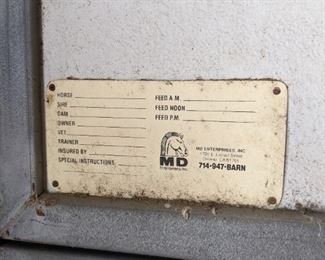 HORSE
SIRE
DAM
OWNER
VET
TRAINER
INSURED BY
SPECIAL INSTRUCTIONS
FEED A.M.
FEED NOON
FEED P.M.
MD
MD ENTERPRISES, INC.
714-947-BARN